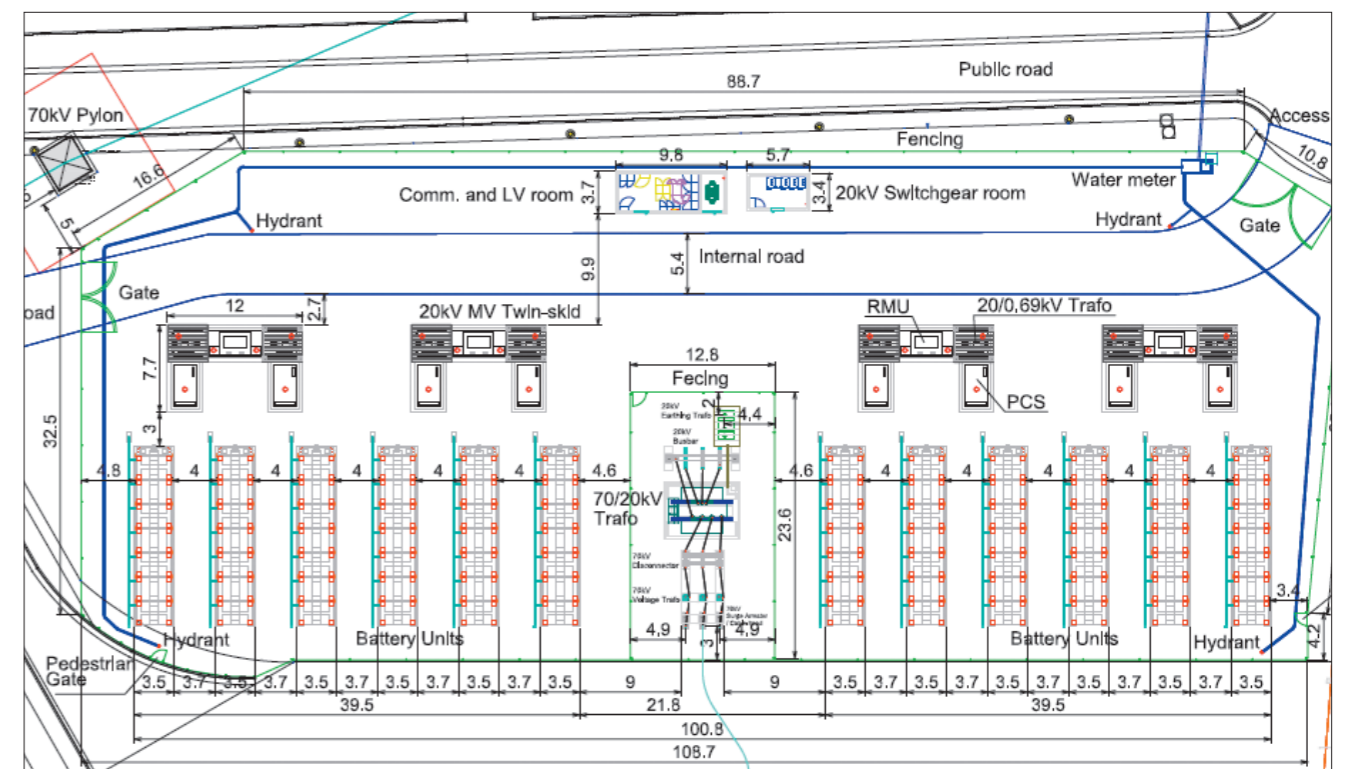 Public road
88.7
70kV Pylon
Access
Fencing
10.8
16.6
9.8
5.7
Comm. and LV room
3.7
3.4
20kV Switchgear room
Water meter
5
Hydrant
Hydrant
Gate
9.9
5.4
Internal road
Gate
oad
12
2.7
20kV MV Twin-skid
RMU
20/0,69kV Trafo
7.7
12.8
Fecing
PCS
2
20kV
Earthing Trafo
4,4
32.5
3
20kV
Busbar
4.8
4
4
4
4
4
4.6
4.6
4
4
4
4
4
70/20kV
Trafo
23.6
70kV
Disconnector
70kV
Voltage Trafo
70kV
Surge Arrester
3.4
4,9
3
4,9
4.2
Hydrant
Battery Units
Battery Units
Hydrant
Pedestrian
Gate
3.5
3.7
3.5
3.7
3.5
3.7
3.5
3.7
3.5
3.7
3.5
9
9
3.5
3.7
3.5
3.7
3.5
3.7
3.5
3.7
3.5
3.7
3.5
39.5
21.8
39.5
100.8
108.7